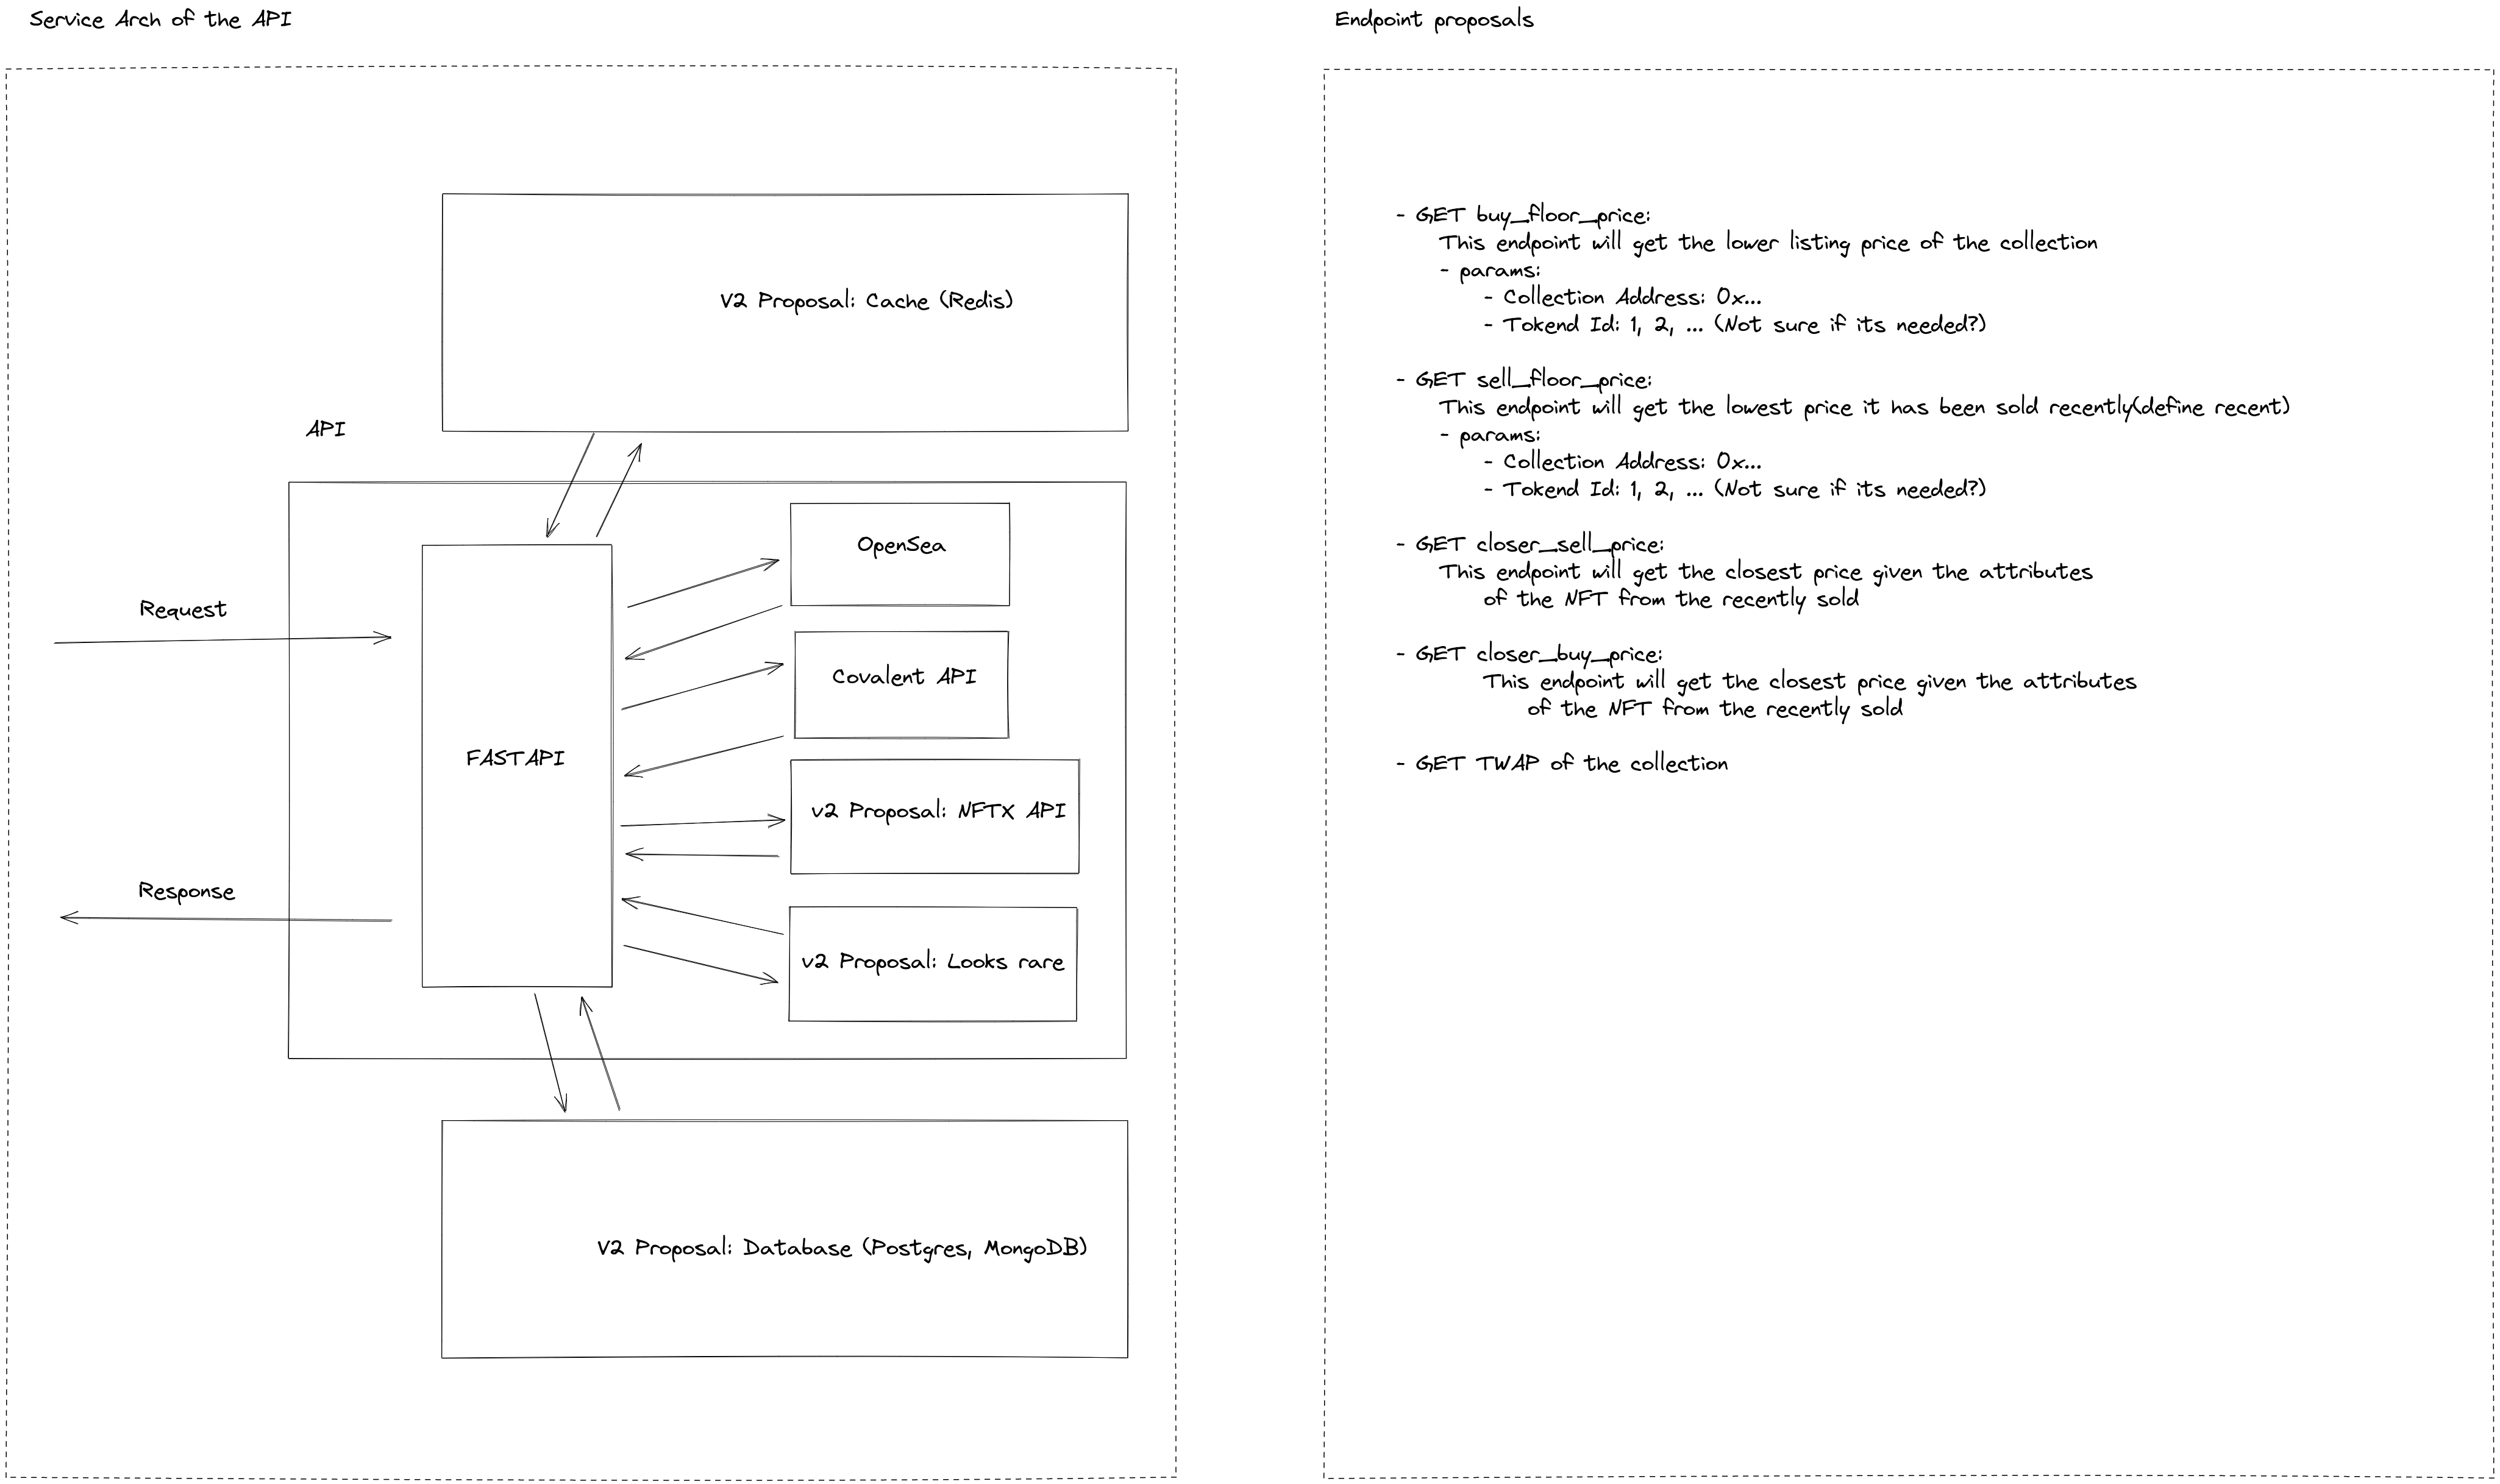 Service Arch of the API
V2 Proposal: Cache (Redis)
API
OpenSea
Request
Covalent API
FASTAPI
v2 Proposal: NFTX API
Response
v2 Proposal: Looks rare
V2 Proposal: Database (Postgres, MongoDB)
Endpoint proposals
- GET buy_floor_price:
This endpoint will get the lower listing price of the collection
- params:
- Collection Address: 0x...
- Tokend Id: 1, 2, ... (Not sure if its needed?)
- GET sell_floor_price:
This endpoint will get the lowest price it has been sold recently(define recent)
- params:
- Collection Address: 0x...
- Tokend Id: 1, 2, ... (Not sure if its needed?)
- GET closer_sell_price:
This endpoint will get the closest price given the attributes
of the NFT from the recently sold
- GET closer_buy_price:
This endpoint will get the closest price given the attributes
of the NFT from the recently sold
- GET TWAP of the collection